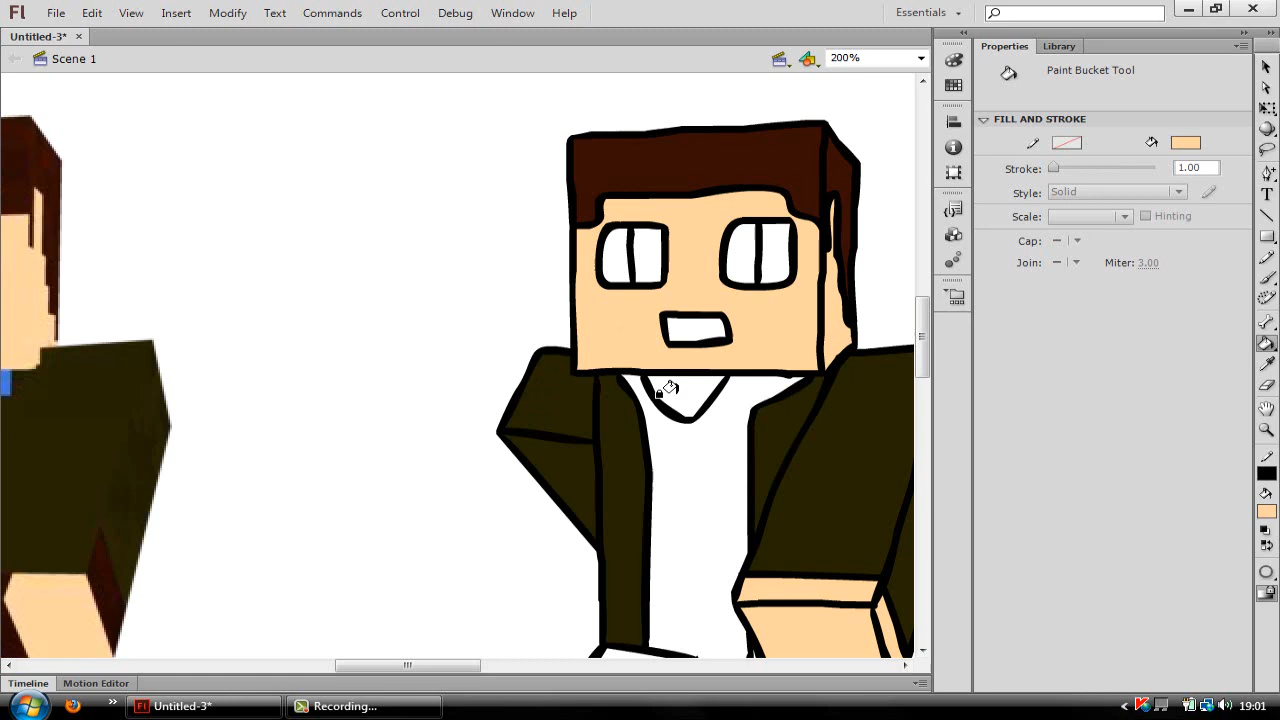 Fl File Edit View Insert Modify Text Commands Control Debug Window Help Essentials
Untitled-3* ×
Scene 1 200%
Properties Library
Paint Bucket Tool
FILL AND STROKE
Stroke: 1.00
Style: Solid
Scale: Hinting
Cap:
Join: Miter: 3.00
Timeline Motion Editor
Fl Untitled-3* Recording... 19:01